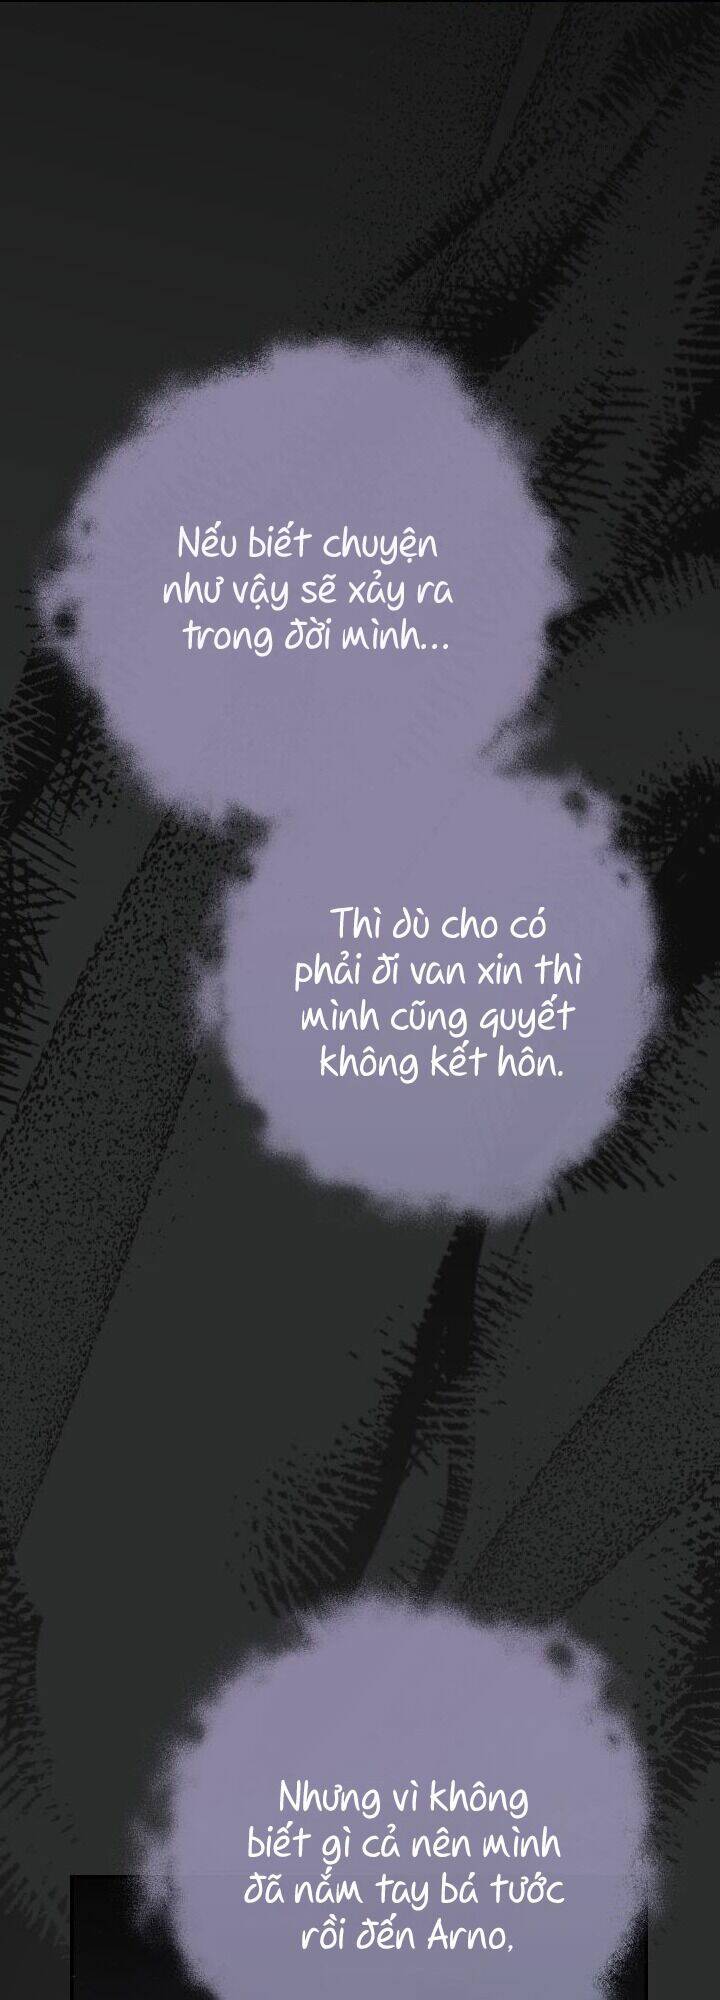 Nếu biết chuyện
như vậy sẽ xảy ra
trong đời mình...
Thì dù cho có
phải đi van xin thì
mình cũng quyết
không kết hôn.
Nhưng vì không
biết gì cả nên mình
đã nắm tay bá tước
rồi đến Arno,